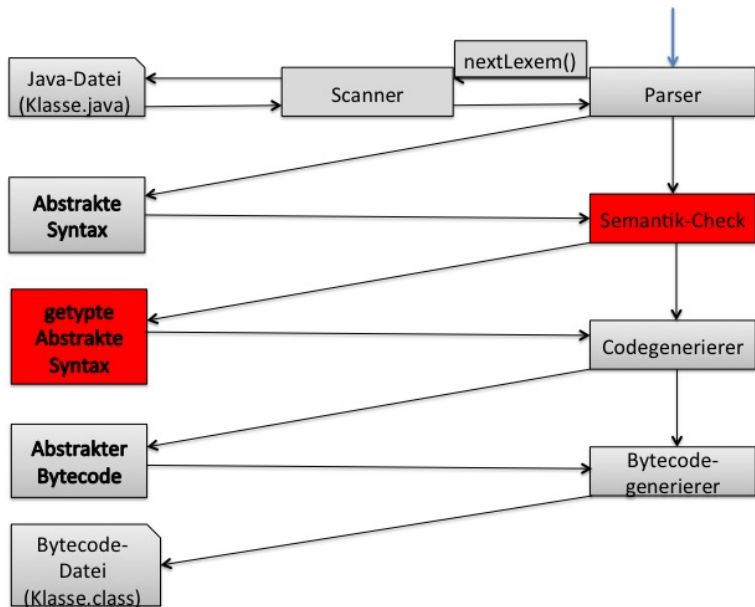 nextLexem()
Java-Datei
(Klasse.java)
Scanner
Parser
Abstrakte
Syntax
Semantik-Check
getypte
Abstrakte
Syntax
Codegenerierer
Abstrakter
Bytecode
Bytecode-
generierer
Bytecode-
Datei
(Klasse.class)